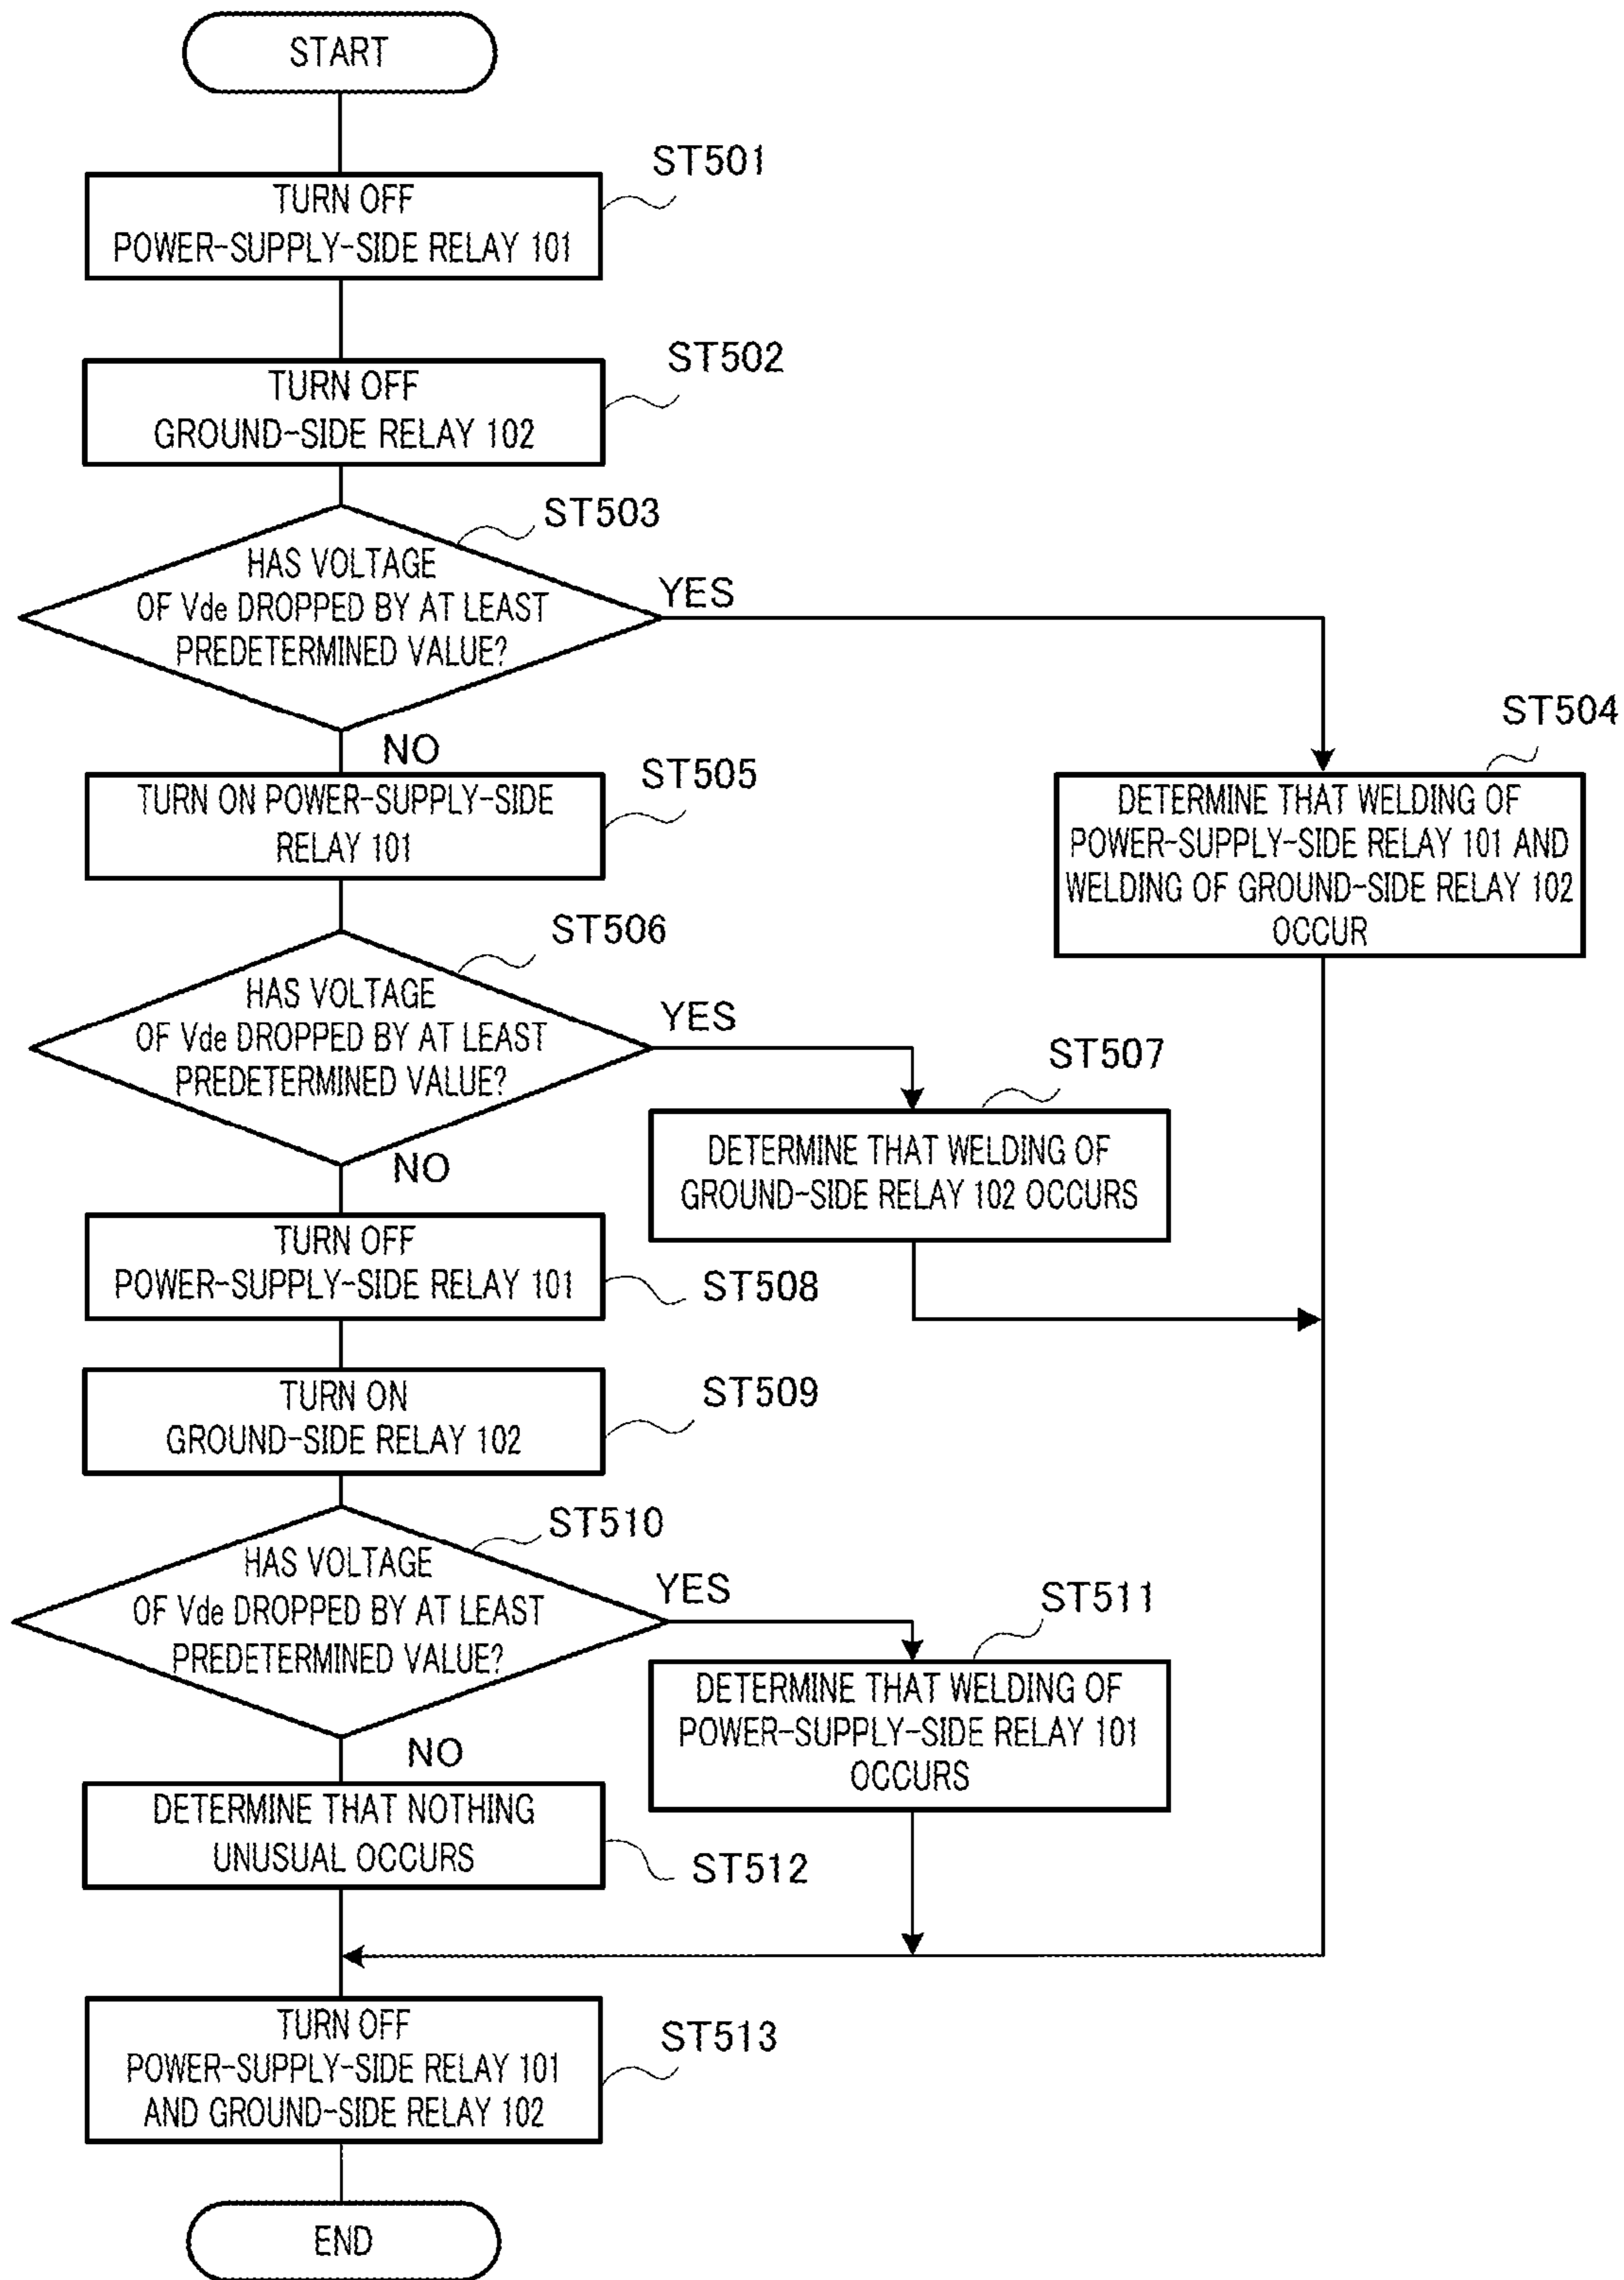 START
ST501
TURN OFF
POWER-SUPPLY-SIDE RELAY 101
ST502
TURN OFF
GROUND-SIDE RELAY 102
ST503
HAS VOLTAGE
OF Vde DROPPED BY AT LEAST
PREDETERMINED VALUE?
YES
NO
ST504
DETERMINE THAT WELDING OF
POWER-SUPPLY-SIDE RELAY 101 AND
WELDING OF GROUND-SIDE RELAY 102
OCCUR
ST505
TURN ON POWER-SUPPLY-SIDE
RELAY 101
ST506
HAS VOLTAGE
OF Vde DROPPED BY AT LEAST
PREDETERMINED VALUE?
YES
NO
ST507
DETERMINE THAT WELDING OF
GROUND-SIDE RELAY 102 OCCURS
TURN OFF
POWER-SUPPLY-SIDE RELAY 101
ST508
TURN ON
GROUND-SIDE RELAY 102
ST509
ST510
HAS VOLTAGE
OF Vde DROPPED BY AT LEAST
PREDETERMINED VALUE?
YES
NO
ST511
DETERMINE THAT WELDING OF
POWER-SUPPLY-SIDE RELAY 101
OCCURS
DETERMINE THAT NOTHING
UNUSUAL OCCURS
ST512
TURN OFF
POWER-SUPPLY-SIDE RELAY 101
AND GROUND-SIDE RELAY 102
ST513
END